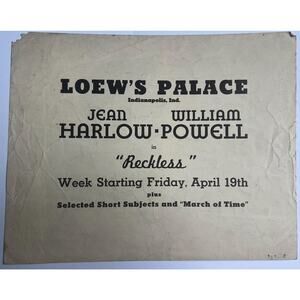 LOEW'S PALACE
Indianapolis, Ind.
JEAN WILLIAM
HARLOW · POWELL
in
"Reckless"
Week Starting Friday, April 19th
plus
Selected Short Subjects and "March of Time"